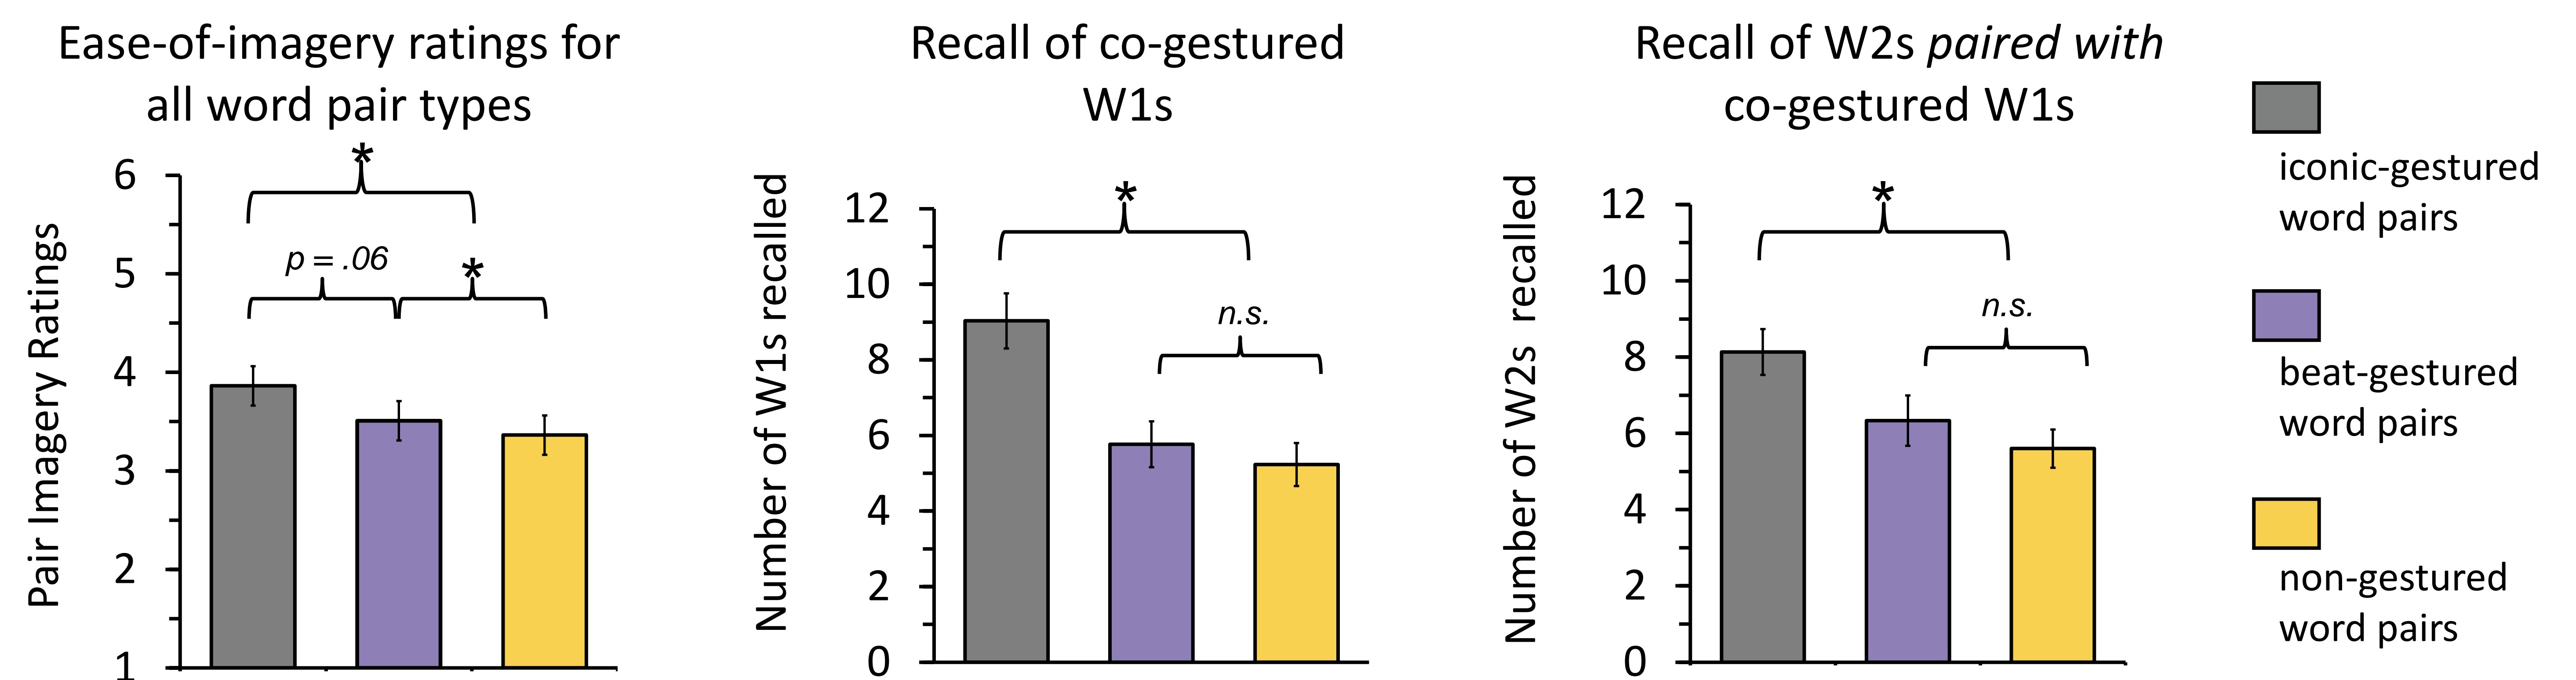 Ease-of-imagery ratings for
all word pair types
Pair Imagery Ratings
6
5
4
3
2
1
*
p = .06
*
Recall of co-gestured
W1s
Number of W1s recalled
12
10
8
6
4
2
0
*
n.s.
Recall of W2s paired with
co-gestured W1s
Number of W2s recalled
12
10
8
6
4
2
0
*
n.s.
iconic-gestured
word pairs
beat-gestured
word pairs
non-gestured
word pairs